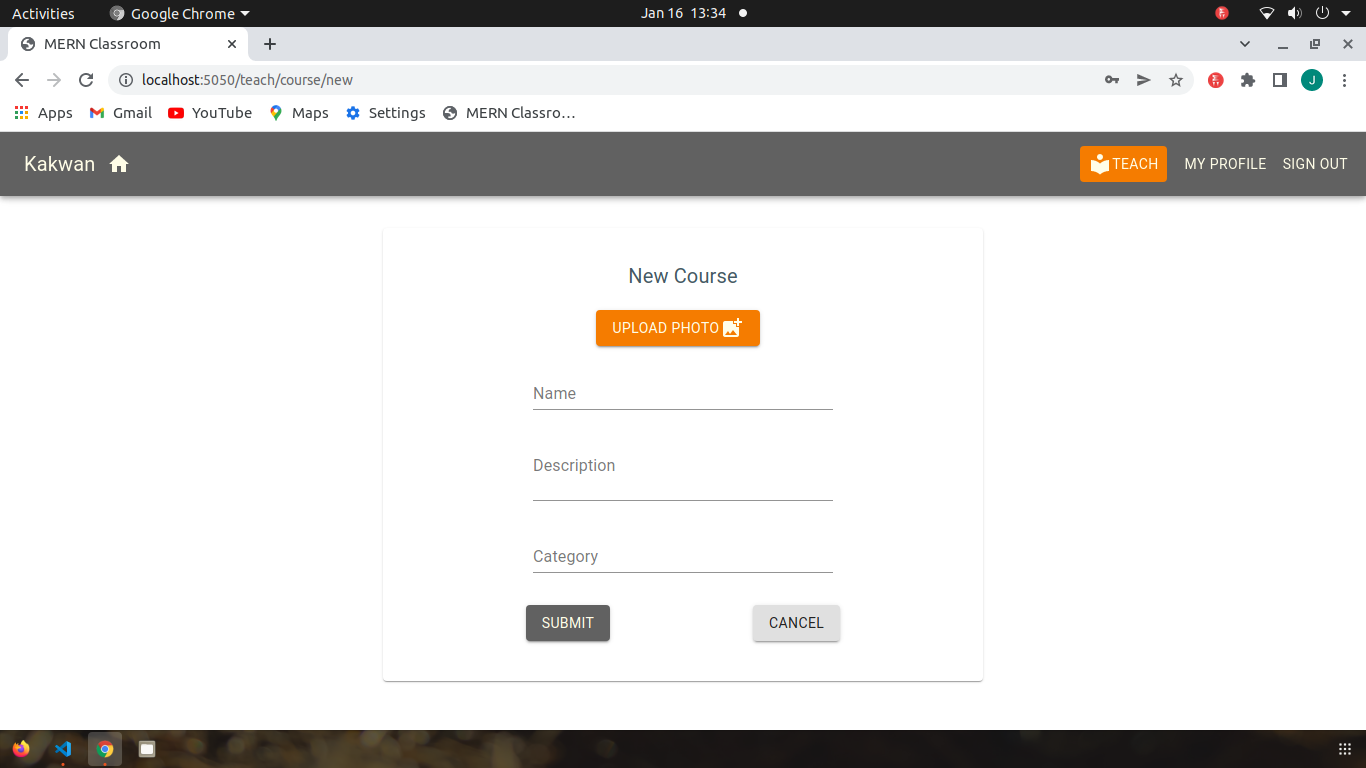 Activities Google Chrome Jan 16 13:34
MERN Classroom
localhost:5050/teach/course/new J
Apps Gmail YouTube Maps Settings MERN Classro…
Kakwan TEACH MY PROFILE SIGN OUT
New Course
UPLOAD PHOTO
Name
Description
Category
SUBMIT CANCEL